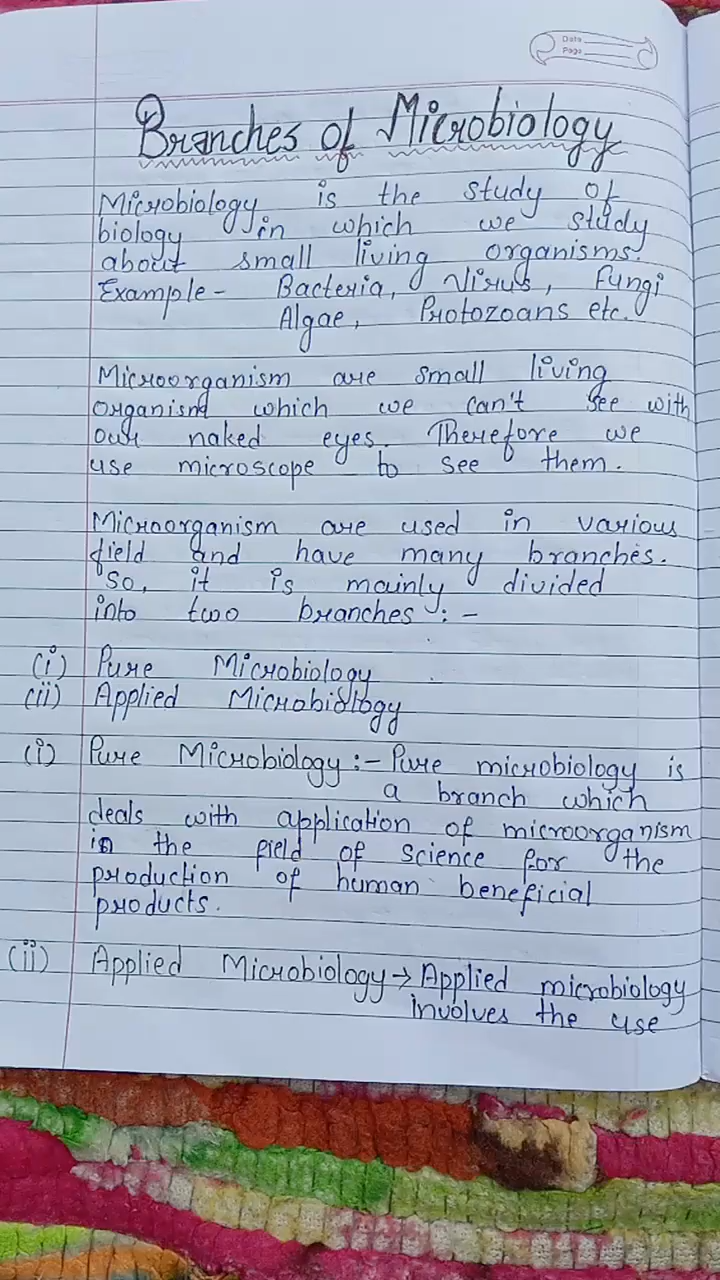 Date
Page
Branches of Microbiology
Microbiology is the study of
biology in which we study
about small living organisms.
Example - Bacteria, Virus, Fungi
Algae, Protozoans etc.
Microorganism are small living
organism which we can't see with
our naked eyes. Therefore we
use microscope to see them.
Microorganism are used in various
field and have many branches.
So, it is mainly divided
into two branches :-
(i) Pure Microbiology
(ii) Applied Microbiology
(i) Pure Microbiology :- Pure microbiology is
a branch which
deals with application of microorganism
in the field of science for the
production of human beneficial
products.
(ii) Applied Microbiology → Applied microbiology
involves the use